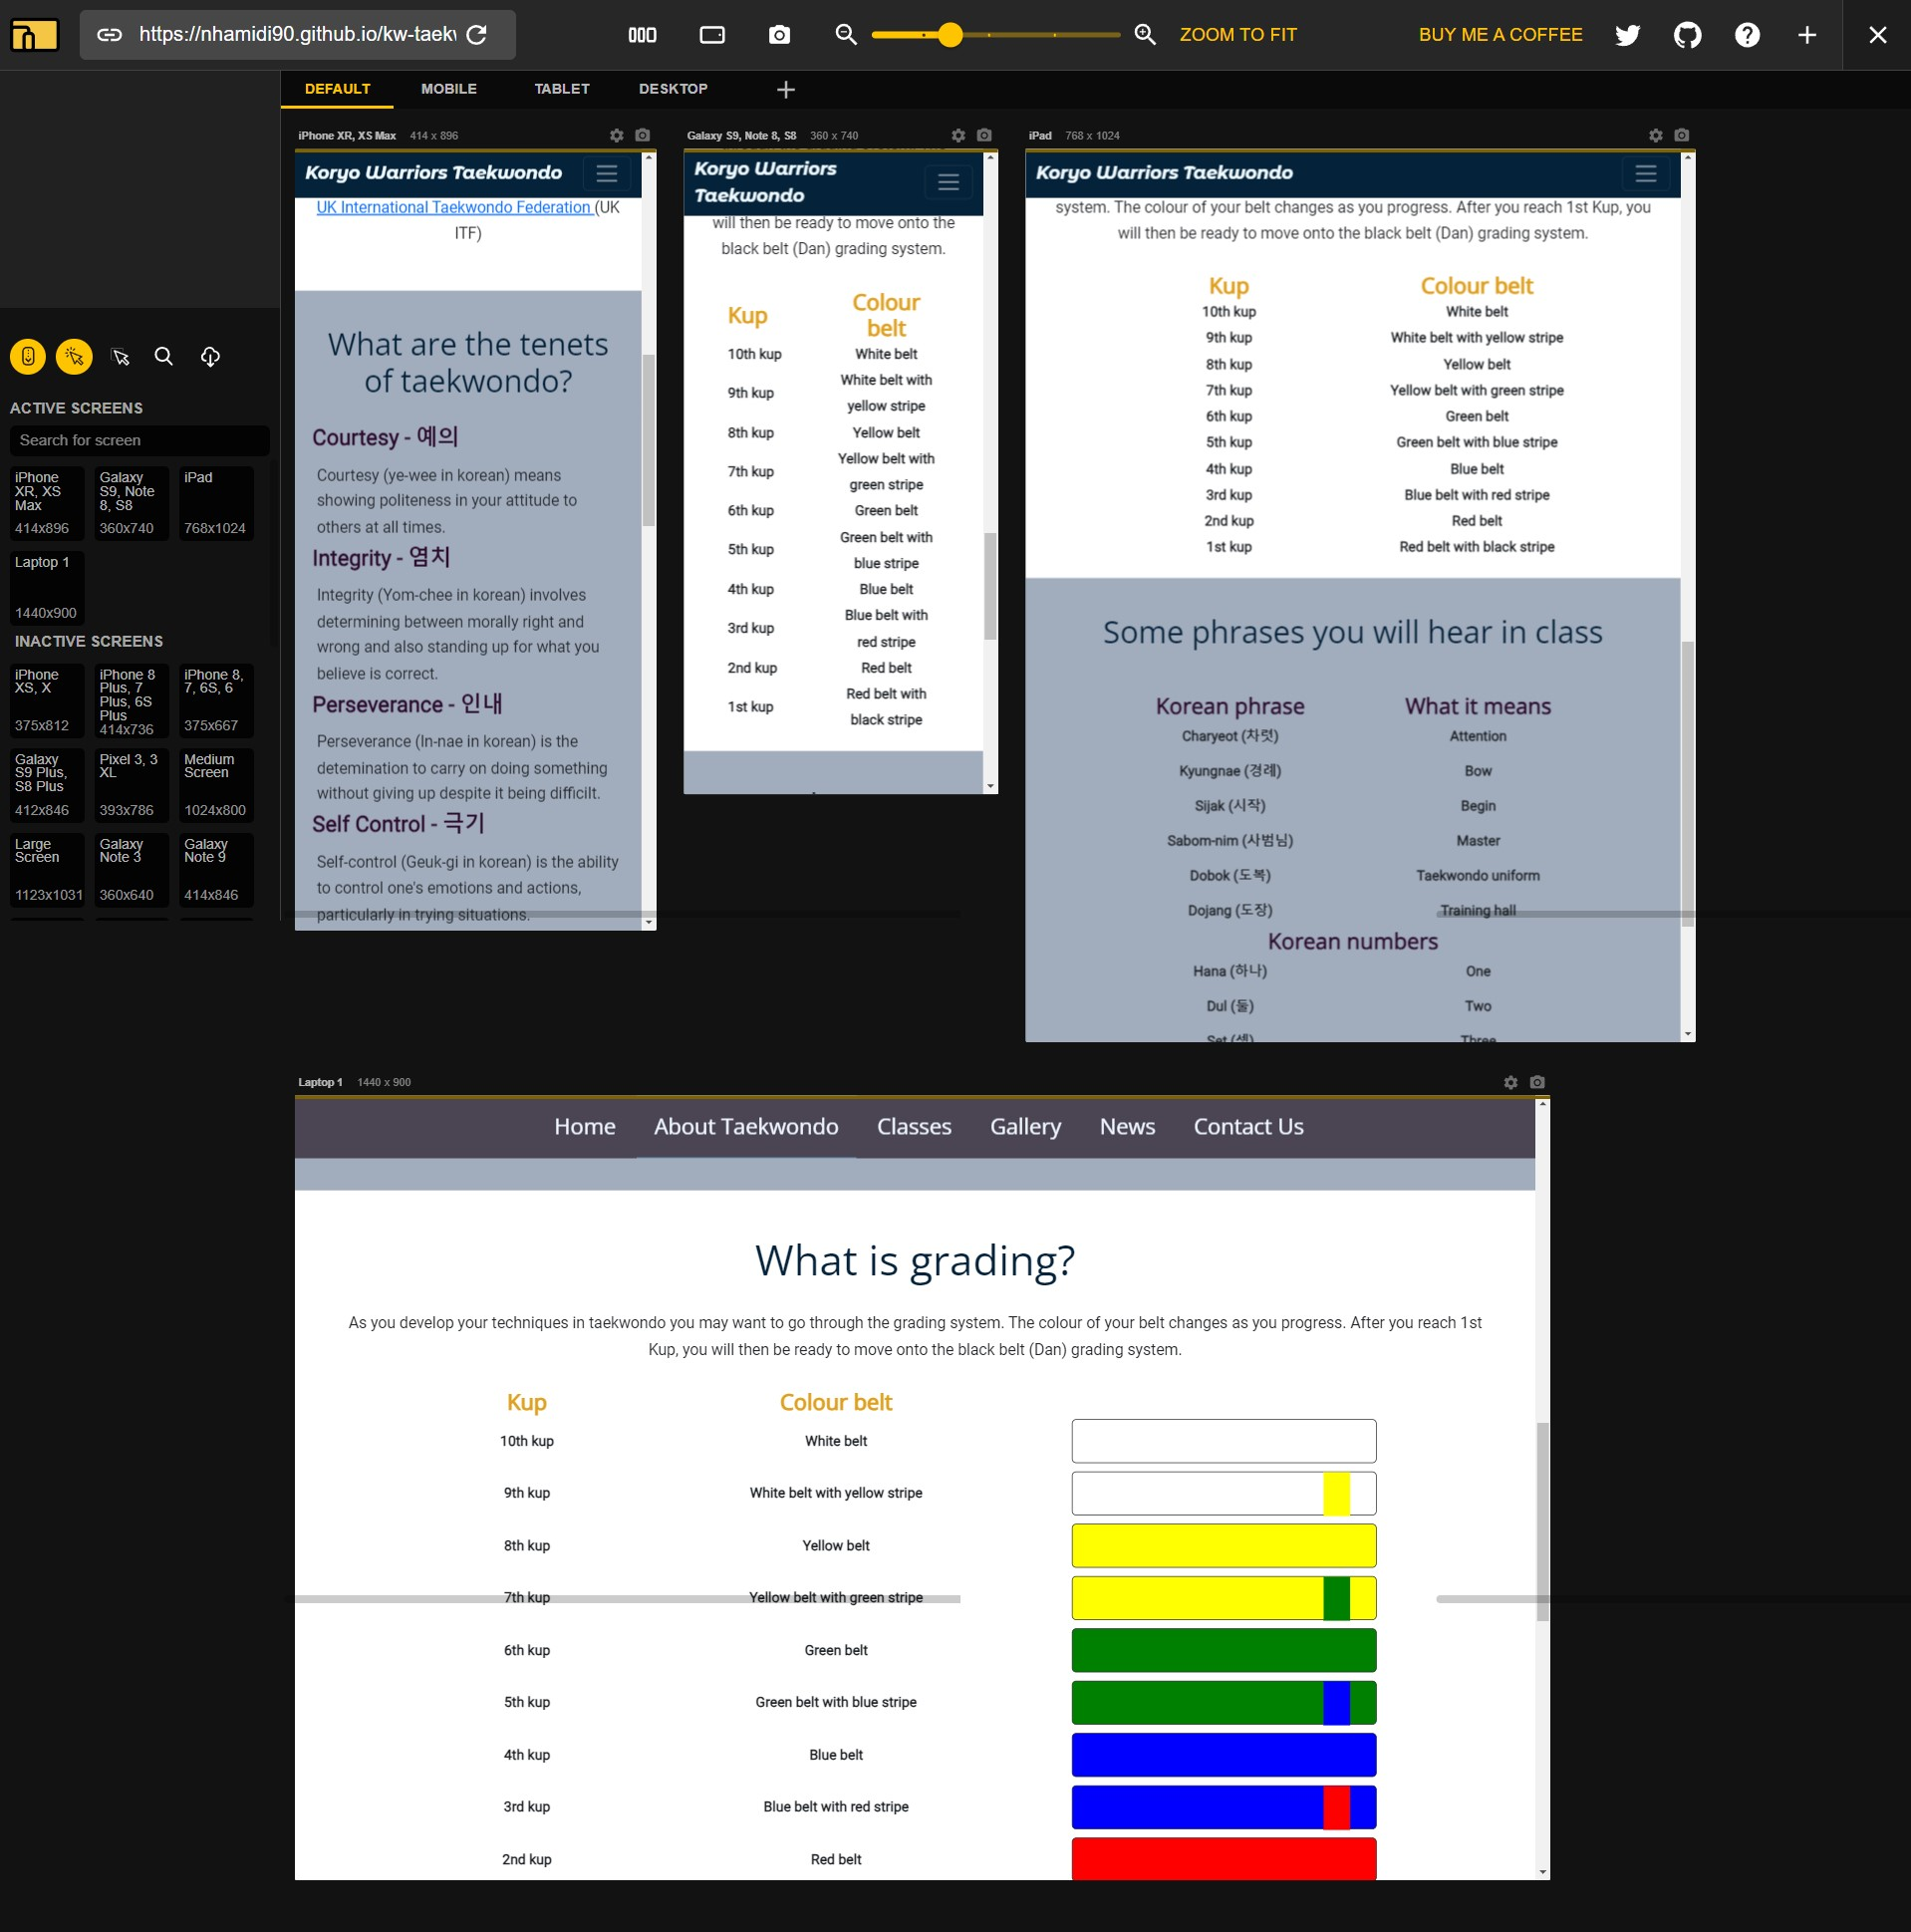 https://nhamidi90.github.io/kw-taek
ZOOM TO FIT
BUY ME A COFFEE
DEFAULT
MOBILE
TABLET
DESKTOP
ACTIVE SCREENS
Search for screen
iPhone XR, XS Max
414x896
Galaxy S9, Note 8, S8
360x740
iPad
768x1024
Laptop 1
1440x900
INACTIVE SCREENS
iPhone XS, X
375x812
iPhone 8 Plus, 7 Plus, 6S Plus
414x736
iPhone 8, 7, 6S, 6
375x667
Galaxy S9 Plus, S8 Plus
412x846
Pixel 3, 3 XL
393x786
Medium Screen
1024x800
Large Screen
1123x1031
Galaxy Note 3
360x640
Galaxy Note 9
414x846
iPhone XR, XS Max 414 x 896
Koryo Warriors Taekwondo
UK International Taekwondo Federation (UK
ITF)
What are the tenets
of taekwondo?
Courtesy - 예의
Courtesy (ye-wee in korean) means
showing politeness in your attitude to
others at all times.
Integrity - 염치
Integrity (Yom-chee in korean) involves
determining between morally right and
wrong and also standing up for what you
believe is correct.
Perseverance - 인내
Perseverance (In-nae in korean) is the
detemination to carry on doing something
without giving up despite it being difficilt.
Self Control - 극기
Self-control (Geuk-gi in korean) is the ability
to control one's emotions and actions,
particularly in trying situations.
Galaxy S9, Note 8, S8 360 x 740
Koryo Warriors
Taekwondo
will then be ready to move onto the
black belt (Dan) grading system.
Kup Colour belt
10th kup White belt
9th kup White belt with yellow stripe
8th kup Yellow belt
7th kup Yellow belt with green stripe
6th kup Green belt
5th kup Green belt with blue stripe
4th kup Blue belt
3rd kup Blue belt with red stripe
2nd kup Red belt
1st kup Red belt with black stripe
iPad 768 x 1024
Koryo Warriors Taekwondo
system. The colour of your belt changes as you progress. After you reach 1st Kup, you
will then be ready to move onto the black belt (Dan) grading system.
Kup Colour belt
10th kup White belt
9th kup White belt with yellow stripe
8th kup Yellow belt
7th kup Yellow belt with green stripe
6th kup Green belt
5th kup Green belt with blue stripe
4th kup Blue belt
3rd kup Blue belt with red stripe
2nd kup Red belt
1st kup Red belt with black stripe
Some phrases you will hear in class
Korean phrase What it means
Charyeot (차렷) Attention
Kyungnae (경례) Bow
Sijak (시작) Begin
Sabom-nim (사범님) Master
Dobok (도복) Taekwondo uniform
Dojang (도장) Training hall
Korean numbers
Hana (하나) One
Dul (둘) Two
Set (셋) Three
Laptop 1 1440 x 900
Home About Taekwondo Classes Gallery News Contact Us
What is grading?
As you develop your techniques in taekwondo you may want to go through the grading system. The colour of your belt changes as you progress. After you reach 1st
Kup, you will then be ready to move onto the black belt (Dan) grading system.
Kup Colour belt
10th kup White belt
9th kup White belt with yellow stripe
8th kup Yellow belt
7th kup Yellow belt with green stripe
6th kup Green belt
5th kup Green belt with blue stripe
4th kup Blue belt
3rd kup Blue belt with red stripe
2nd kup Red belt